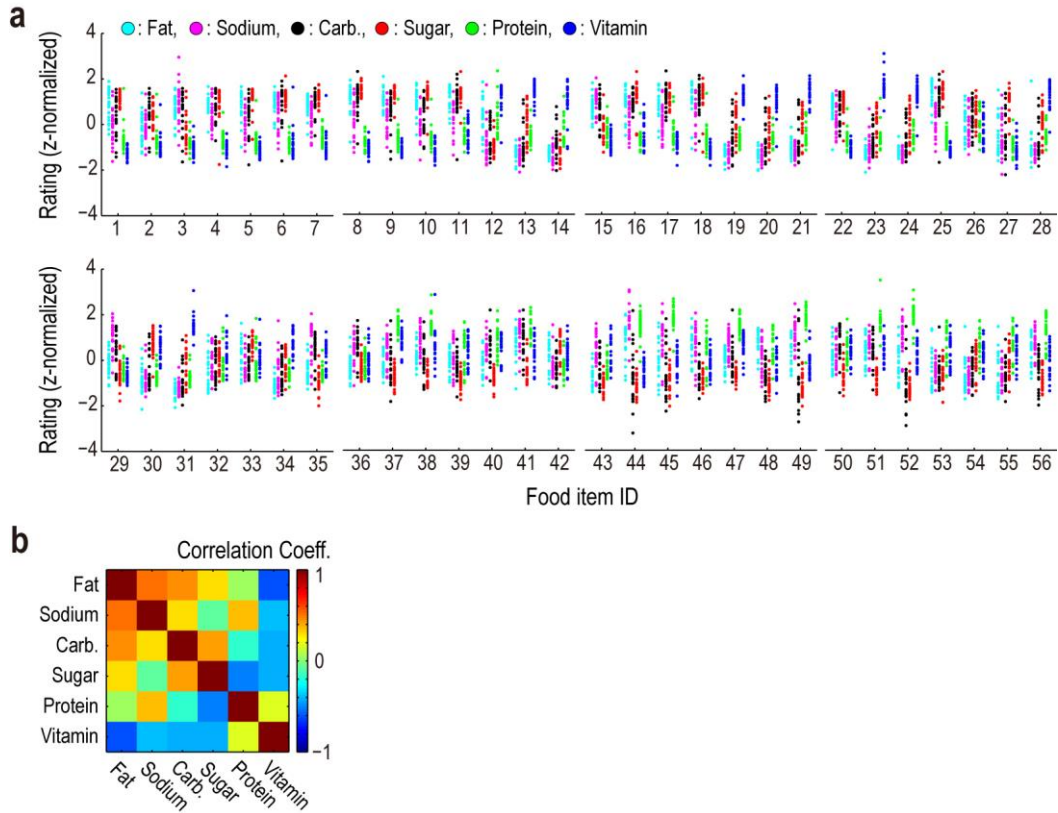 a
: Fat, : Sodium, : Carb., : Sugar, : Protein, : Vitamin
Rating (z-normalized)
4
2
0
−2
−4
1 2 3 4 5 6 7 8 9 10 11 12 13 14 15 16 17 18 19 20 21 22 23 24 25 26 27 28
Rating (z-normalized)
4
2
0
−2
−4
29 30 31 32 33 34 35 36 37 38 39 40 41 42 43 44 45 46 47 48 49 50 51 52 53 54 55 56
Food item ID
b
Correlation Coeff.
Fat
Sodium
Carb.
Sugar
Protein
Vitamin
1
0
−1
Fat
Sodium
Carb.
Sugar
Protein
Vitamin